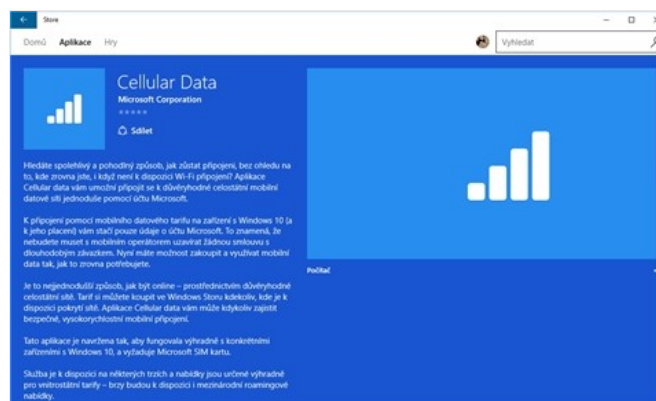 Store
Domů Aplikace Hry
Vyhledat
Cellular Data
Microsoft Corporation
Sdílet
Hledáte spolehlivý a pohodlný způsob, jak zůstat připojeni, bez ohledu na
to, kde zrovna jste, i když není k dispozici Wi-Fi připojení? Aplikace
Cellular data vám umožní připojit se k důvěryhodné celostátní mobilní
datové síti jednoduše pomocí účtu Microsoft.
K připojení pomocí mobilního datového tarifu na zařízení s Windows 10 (a
k jeho placení) vám stačí pouze údaje o účtu Microsoft. To znamená, že
nebudete muset s mobilním operátorem uzavírat žádnou smlouvu s
dlouhodobým závazkem. Nyní máte možnost zakoupit a využívat mobilní
data tak, jak to zrovna potřebujete.
Je to nejjednodušší způsob, jak být online – prostřednictvím důvěryhodné
celostátní sítě. Tarif si můžete koupit ve Windows Storu kdekoliv, kde je k
dispozici pokrytí sítě. Aplikace Cellular data vám může kdykoliv zajistit
bezpečné, vysokorychlostní mobilní připojení.
Tato aplikace je navržena tak, aby fungovala výhradně s konkrétními
zařízeními s Windows 10, a vyžaduje Microsoft SIM kartu.
Služba je k dispozici na některých trzích a nabídky jsou určené výhradně
pro vnitrostátní tarify – brzy budou k dispozici i mezinárodní roamingové
nabídky.
Počítač